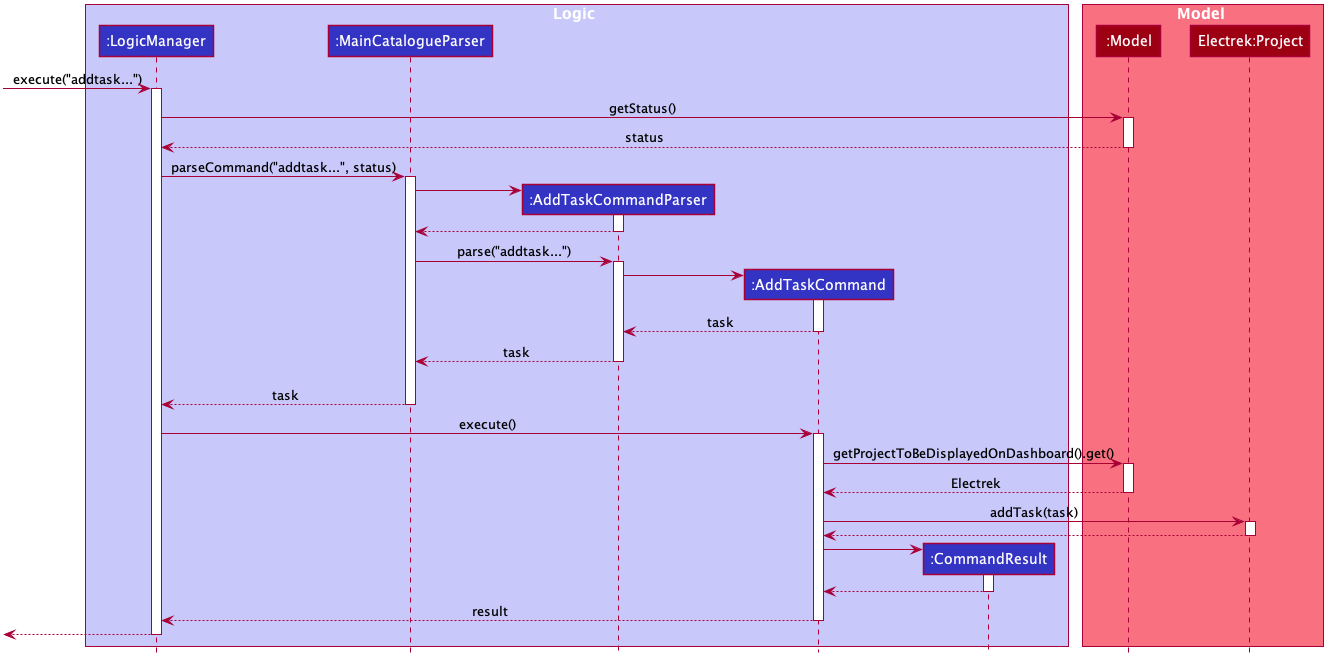 Logic
Model
:LogicManager
:MainCatalogueParser
:Model
Electrek:Project
execute("addtask...")
getStatus()
status
parseCommand("addtask...", status)
:AddTaskCommandParser
parse("addtask...")
:AddTaskCommand
task
task
task
execute()
getProjectToBeDisplayedOnDashboard().get()
Electrek
addTask(task)
:CommandResult
result